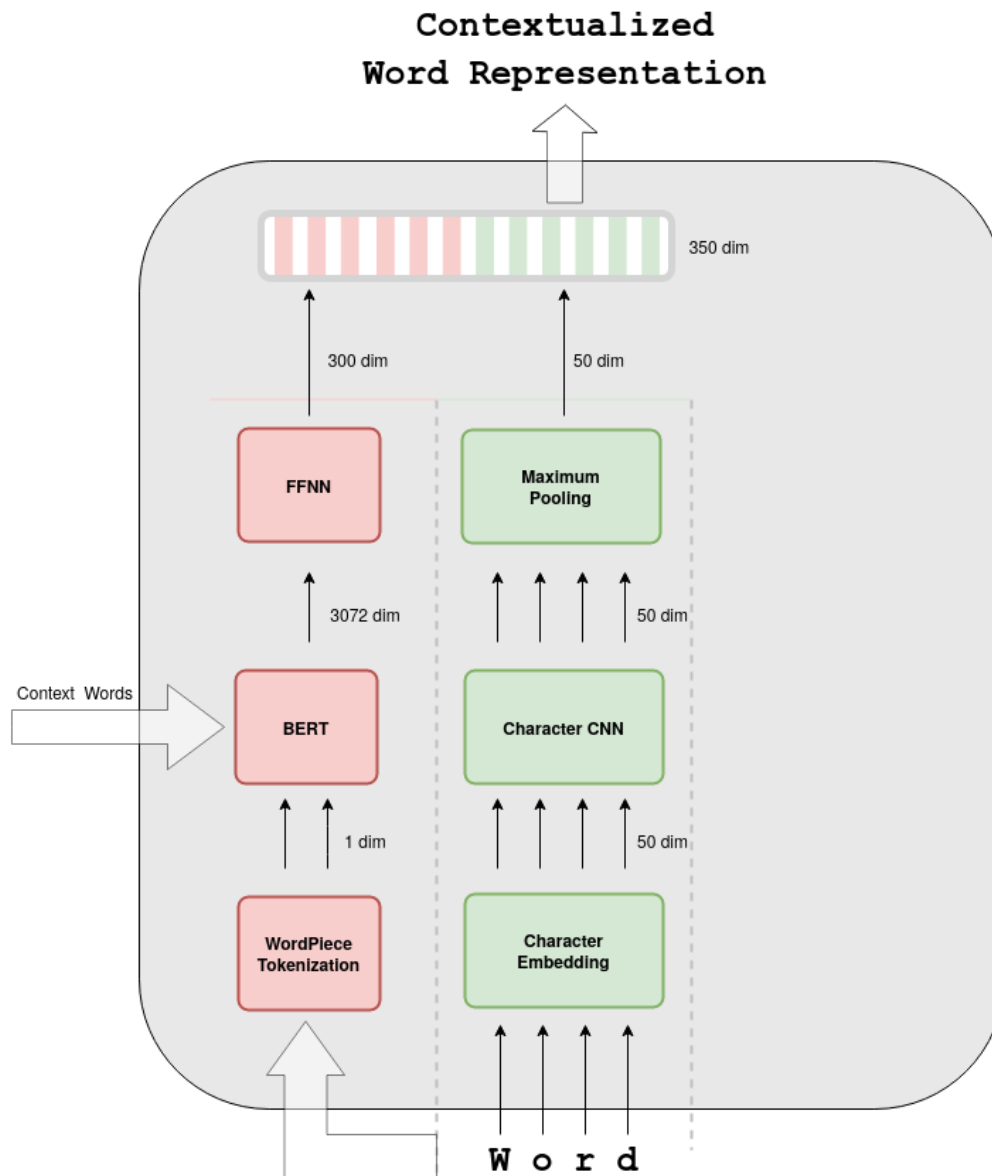 Contextualized
Word Representation
350 dim
300 dim
50 dim
FFNN
Maximum
Pooling
3072 dim
50 dim
Context Words
BERT
Character CNN
1 dim
50 dim
WordPiece
Tokenization
Character
Embedding
W o r d